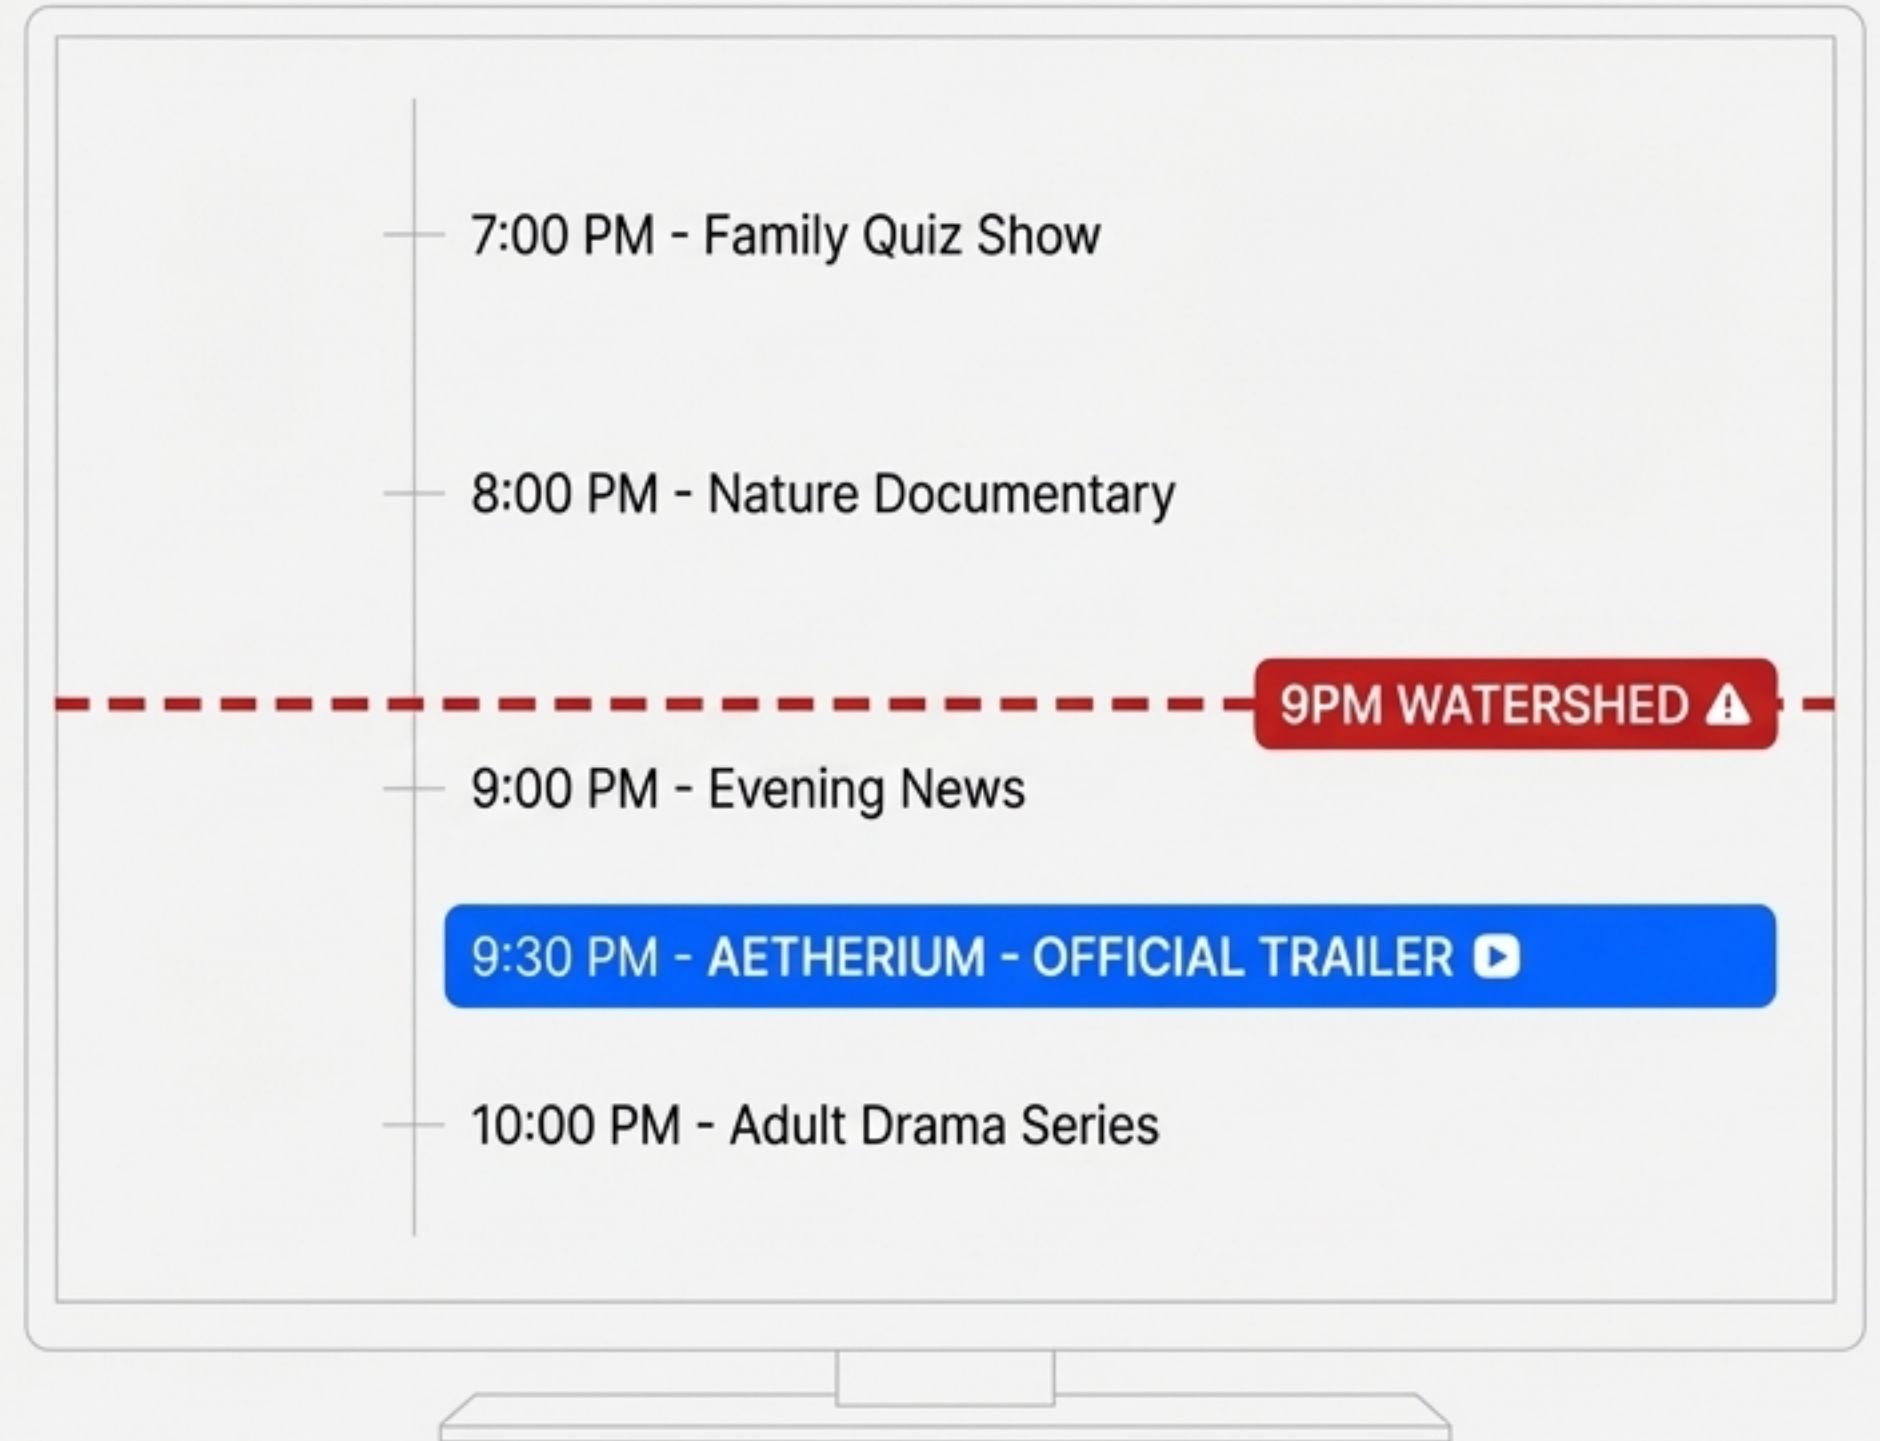 7:00 PM - Family Quiz Show
8:00 PM - Nature Documentary
9PM WATERSHED
9:00 PM - Evening News
9:30 PM - AETHERIUM - OFFICIAL TRAILER
10:00 PM - Adult Drama Series